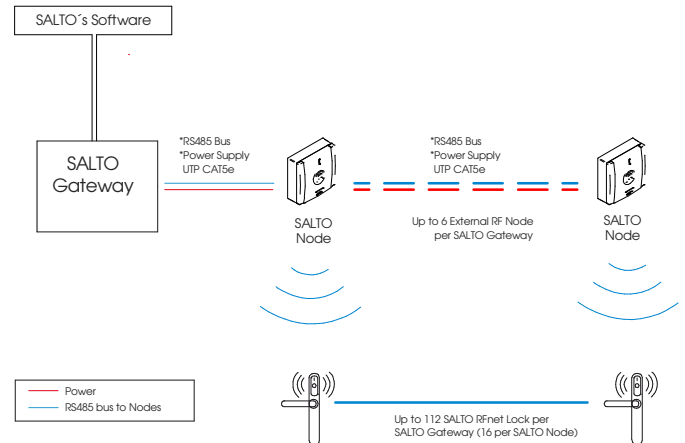 SALTO´s Software
*RS485 Bus
*Power Supply
UTP CAT5e
*RS485 Bus
*Power Supply
UTP CAT5e
SALTO
Gateway
SALTO
Node
Up to 6 External RF Node
per SALTO Gateway
SALTO
Node
Power
RS485 bus to Nodes
Up to 112 SALTO RFnet Lock per
SALTO Gateway (16 per SALTO Node)